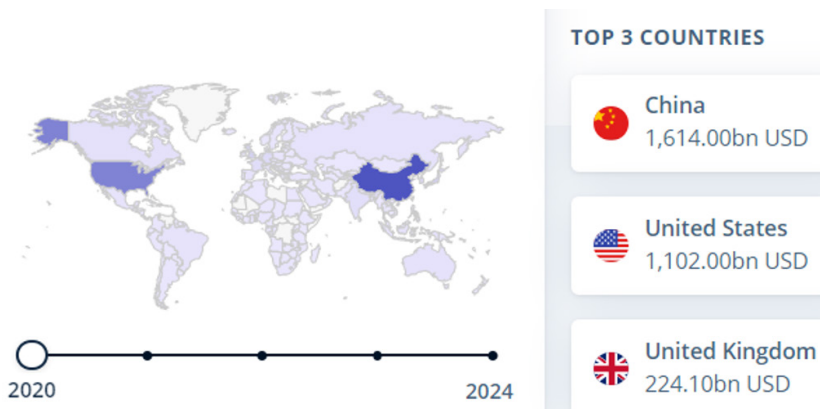 TOP 3 COUNTRIES
China
1,614.00bn USD
United States
1,102.00bn USD
United Kingdom
224.10bn USD
2020
2024